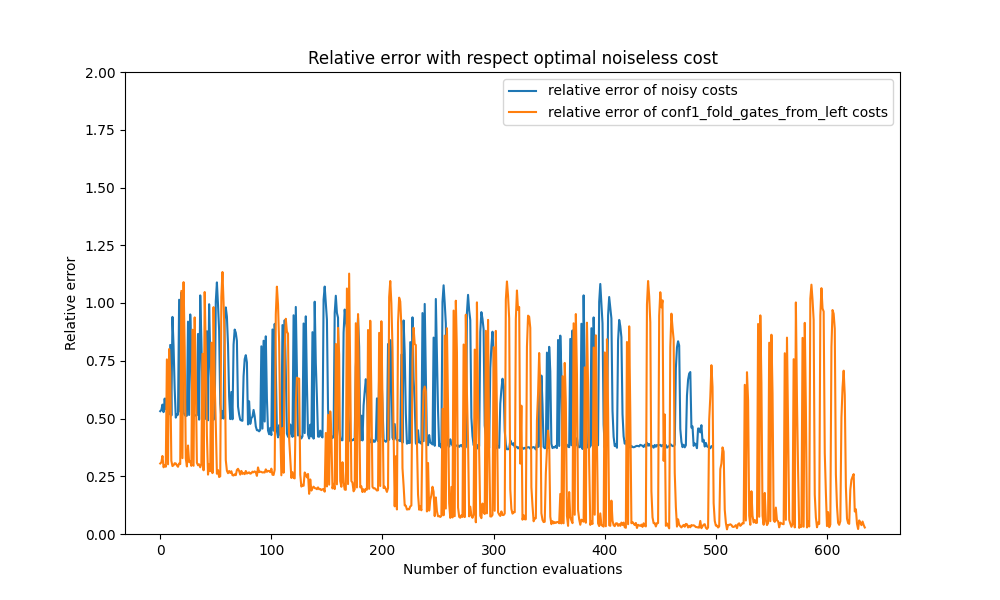 Relative error with respect optimal noiseless cost
relative error of noisy costs
relative error of conf1_fold_gates_from_left costs
Relative error
2.00
1.75
1.50
1.25
1.00
0.75
0.50
0.25
0.00
0 100 200 300 400 500 600
Number of function evaluations